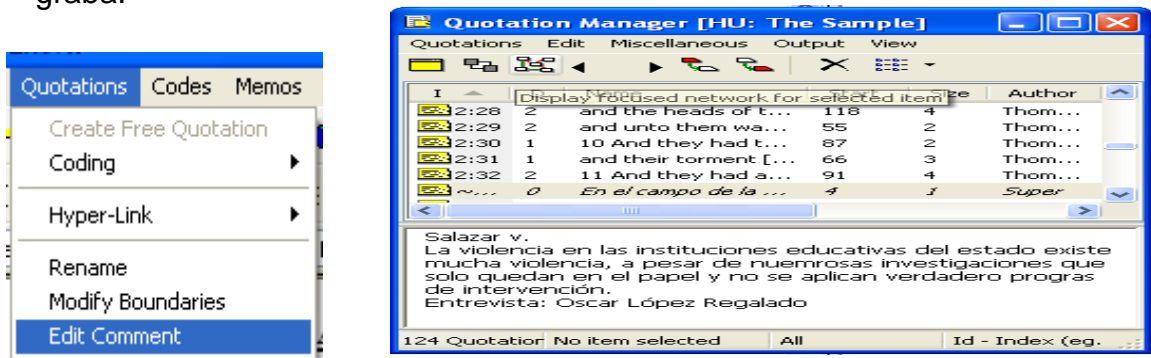 graba.
Quotations Codes Memos
Create Free Quotation
Coding
Hyper-Link
Rename
Modify Boundaries
Edit Comment
Quotation Manager [HU: The Sample]
Quotations Edit Miscellaneous Output View
I Name Start Size Author
Display focused network for selected item
2:28 2 and the heads of t... 118 4 Thom...
2:29 2 and unto them wa... 55 2 Thom...
2:30 1 10 And they had t... 87 2 Thom...
2:31 1 and their torment [... 66 3 Thom...
2:32 2 11 And they had a... 91 4 Thom...
~... 0 En el campo de la ... 4 1 Super
Salazar v.
La violencia en las instituciones educativas del estado existe
mucha violencia, a pesar de nuemrosas investigaciones que
solo quedan en el papel y no se aplican verdadero progras
de intervención.
Entrevista: Oscar López Regalado
124 Quotation No item selected All Id - Index (eg.